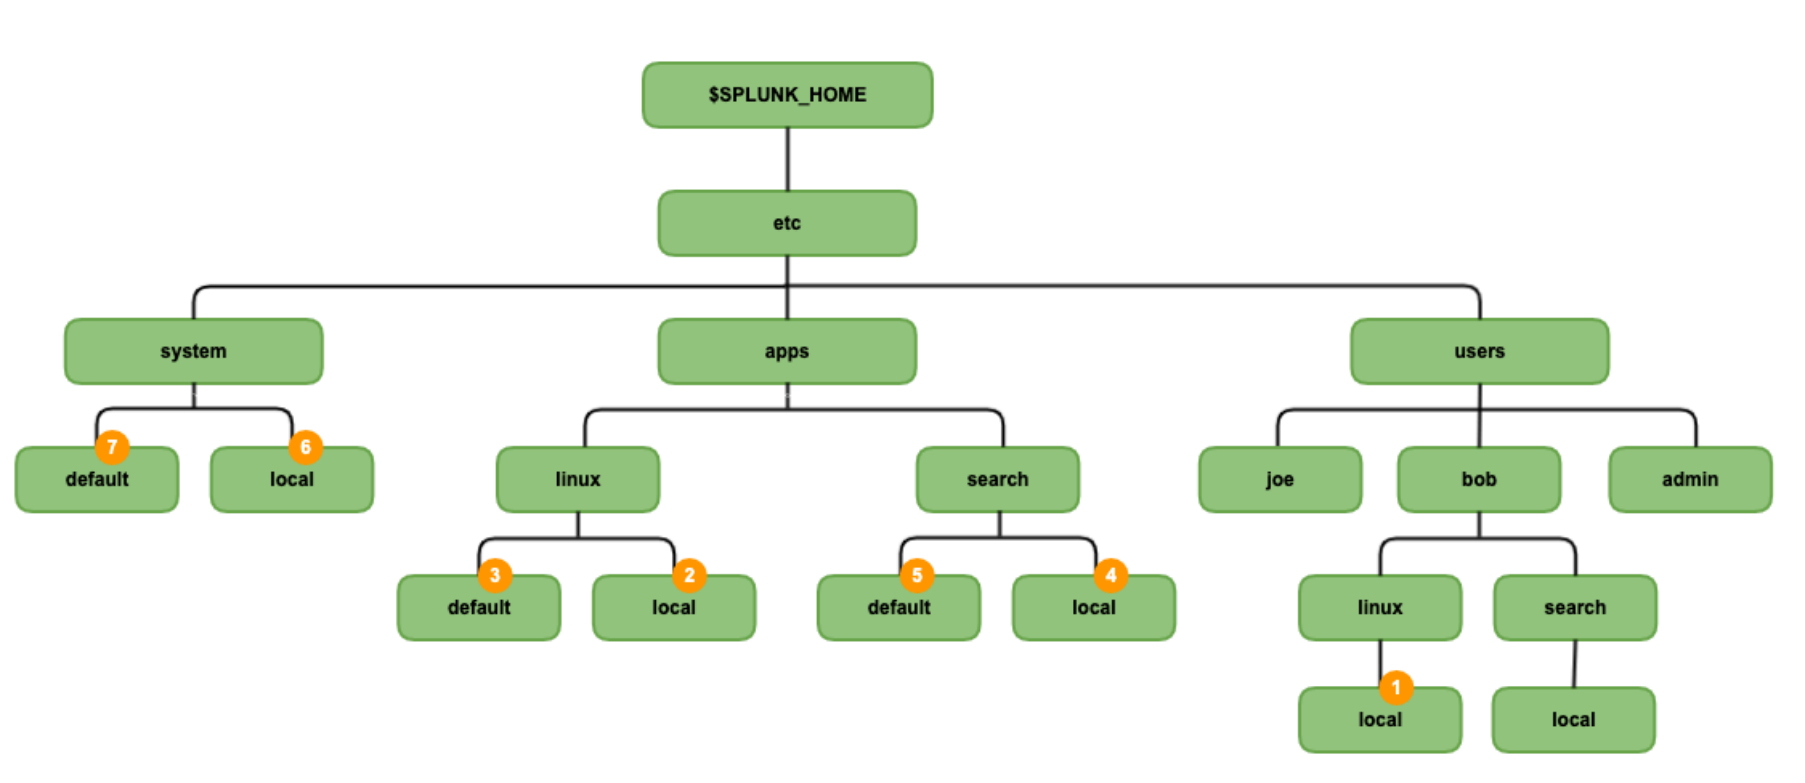 $SPLUNK_HOME
etc
system
apps
users
7
6
default
local
linux
search
joe
bob
admin
3
2
5
4
default
local
default
local
linux
search
1
local
local